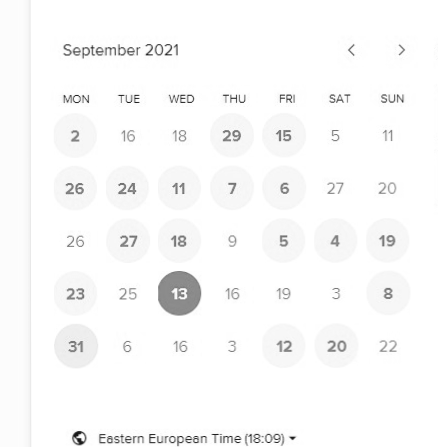 September 2021 < >
MON TUE WED THU FRI SAT SUN
2 16 18 29 15 5 11
26 24 11 7 6 27 20
26 27 18 9 5 4 19
23 25 13 16 19 3 8
31 6 16 3 12 20 22
Eastern European Time (18:09)